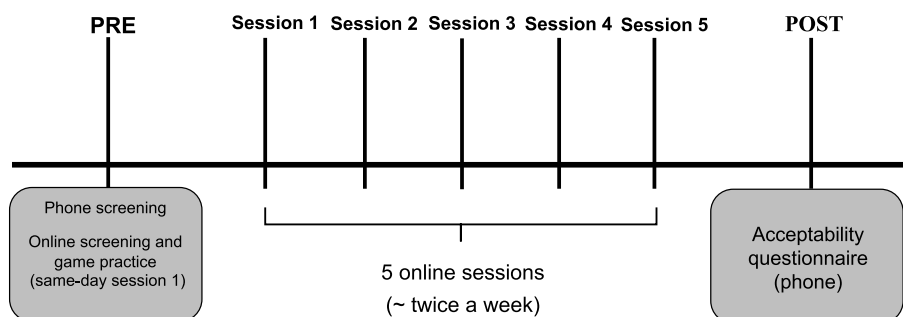 PRE
Session 1
Session 2
Session 3
Session 4
Session 5
POST
Phone screening
Online screening and
game practice
(same-day session 1)
5 online sessions
(~ twice a week)
Acceptability
questionnaire
(phone)